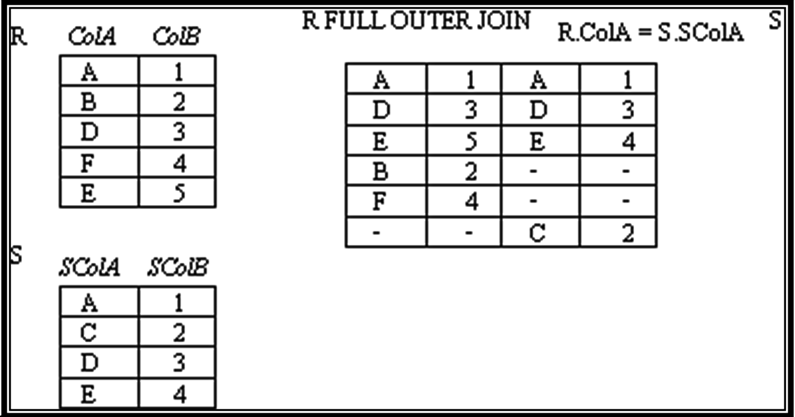 R FULL OUTER JOIN R.ColA = S.SColA S
R ColA ColB
A 1
B 2
D 3
F 4
E 5
A 1 A 1
D 3 D 3
E 5 E 4
B 2 - -
F 4 - -
- - C 2
S SColA SColB
A 1
C 2
D 3
E 4